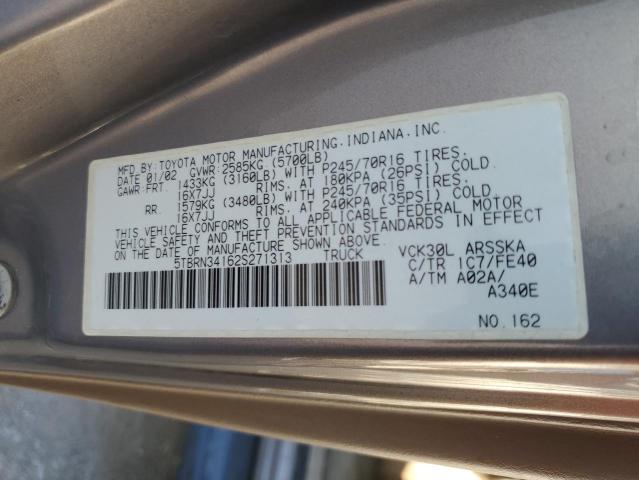 MFD.BY:TOYOTA MOTOR MANUFACTURING.INDIANA,INC.
DATE 01/02 GVWR:2585KG (5700LB)
GAWR:FRT. 1433KG (3160LB) WITH P245/70R16 TIRES.
16X7JJ RIMS. AT 180KPA (26PSI) COLD.
RR. 1579KG (3480LB) WITH P245/70R16 TIRES.
16X7JJ RIMS. AT 240KPA (35PSI) COLD.
THIS VEHICLE CONFORMS TO ALL APPLICABLE FEDERAL MOTOR
VEHICLE SAFETY AND THEFT PREVENTION STANDARDS IN EFFECT
ON THE DATE OF MANUFACTURE SHOWN ABOVE.
5TBRN34162S271313 TRUCK
VCK30L ARSSKA
C/TR 1C7/FE40
A/TM A02A/
A340E
NO.162